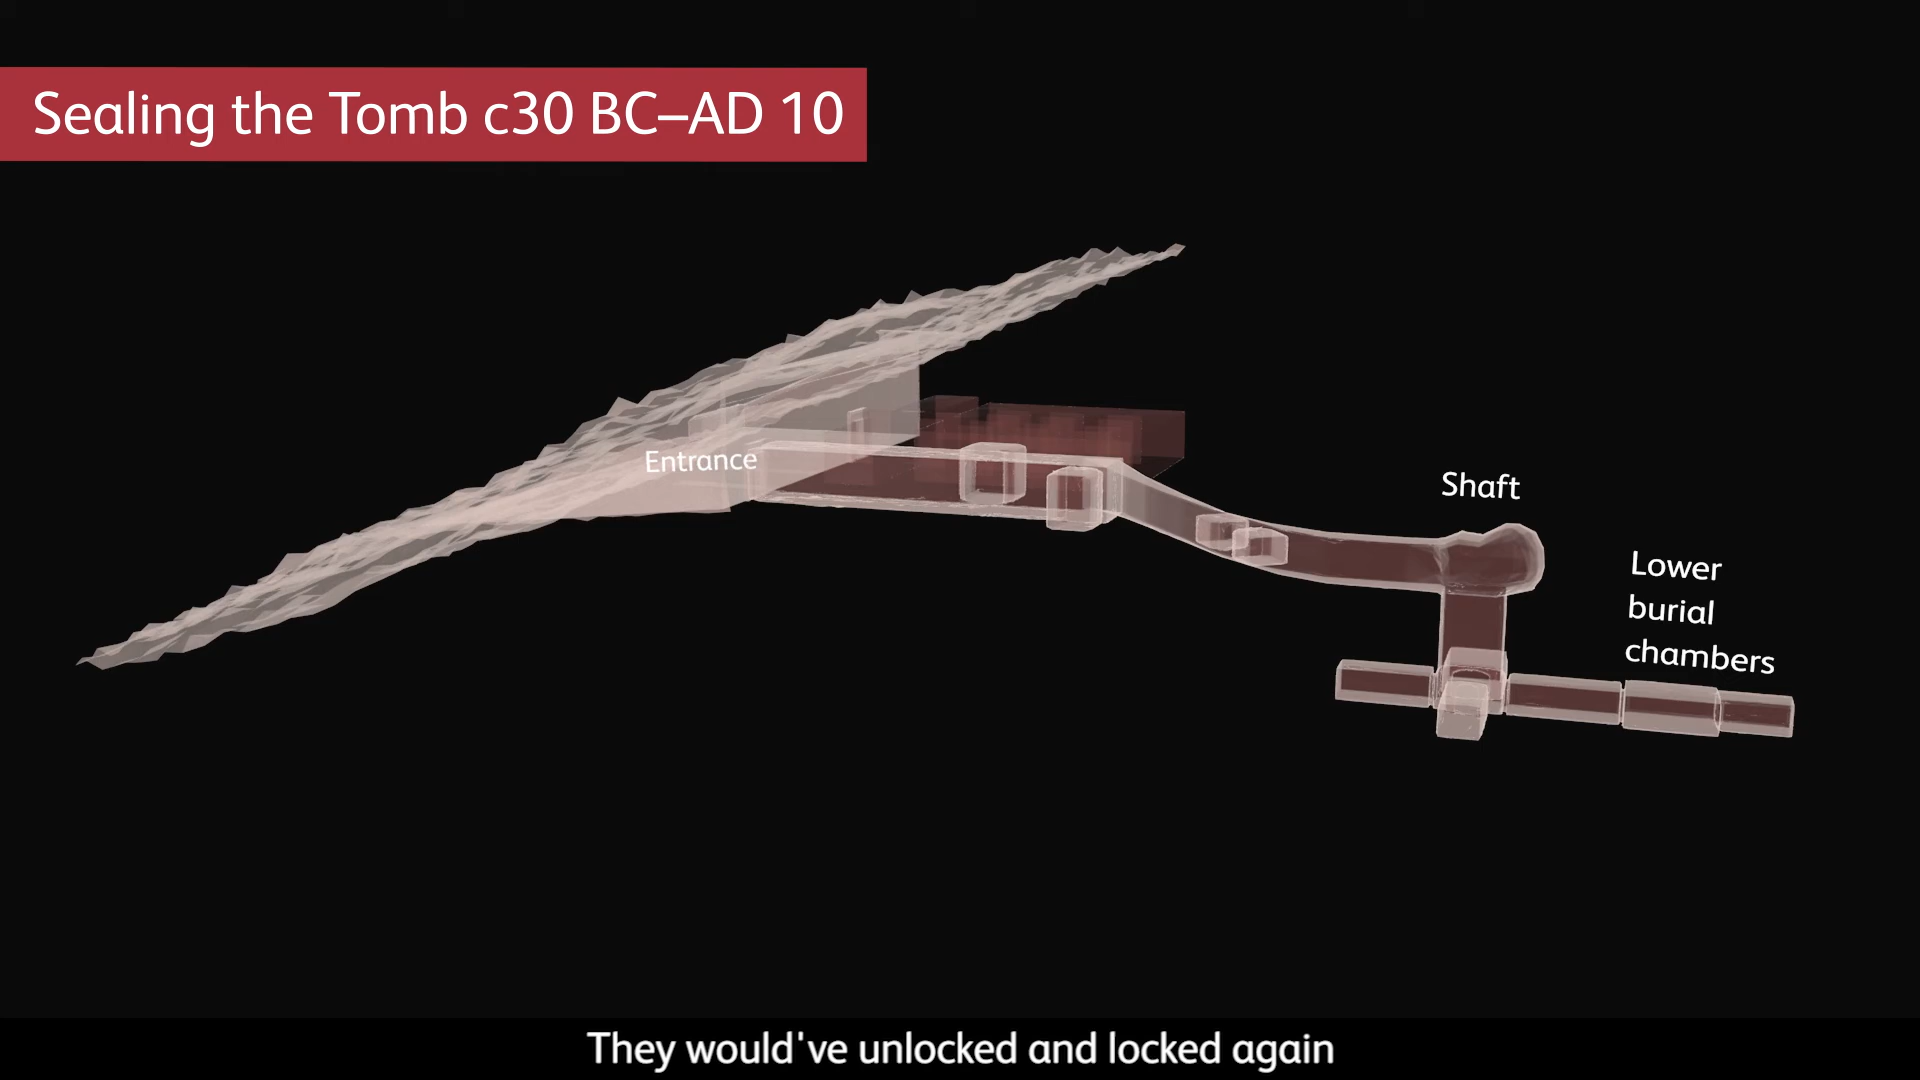 Sealing the Tomb c30 BC–AD 10
Entrance
Shaft
Lower
burial
chambers
They would've unlocked and locked again